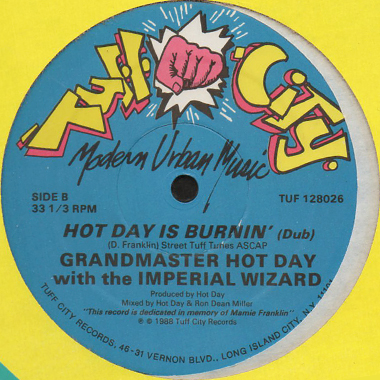 Tuff City
Modern Urban Music
SIDE B
33 1/3 RPM
TUF 128026
HOT DAY IS BURNIN' (Dub)
(D. Franklin) Street Tuff Tunes ASCAP
GRANDMASTER HOT DAY
with the IMPERIAL WIZARD
Produced by Hot Day
Mixed by Hot Day & Ron Dean Miller
"This record is dedicated in memory of Mamie Franklin"
℗ © 1988 Tuff City Records
TUFF CITY RECORDS, 46-31 VERNON BLVD., LONG ISLAND CITY, N.Y.